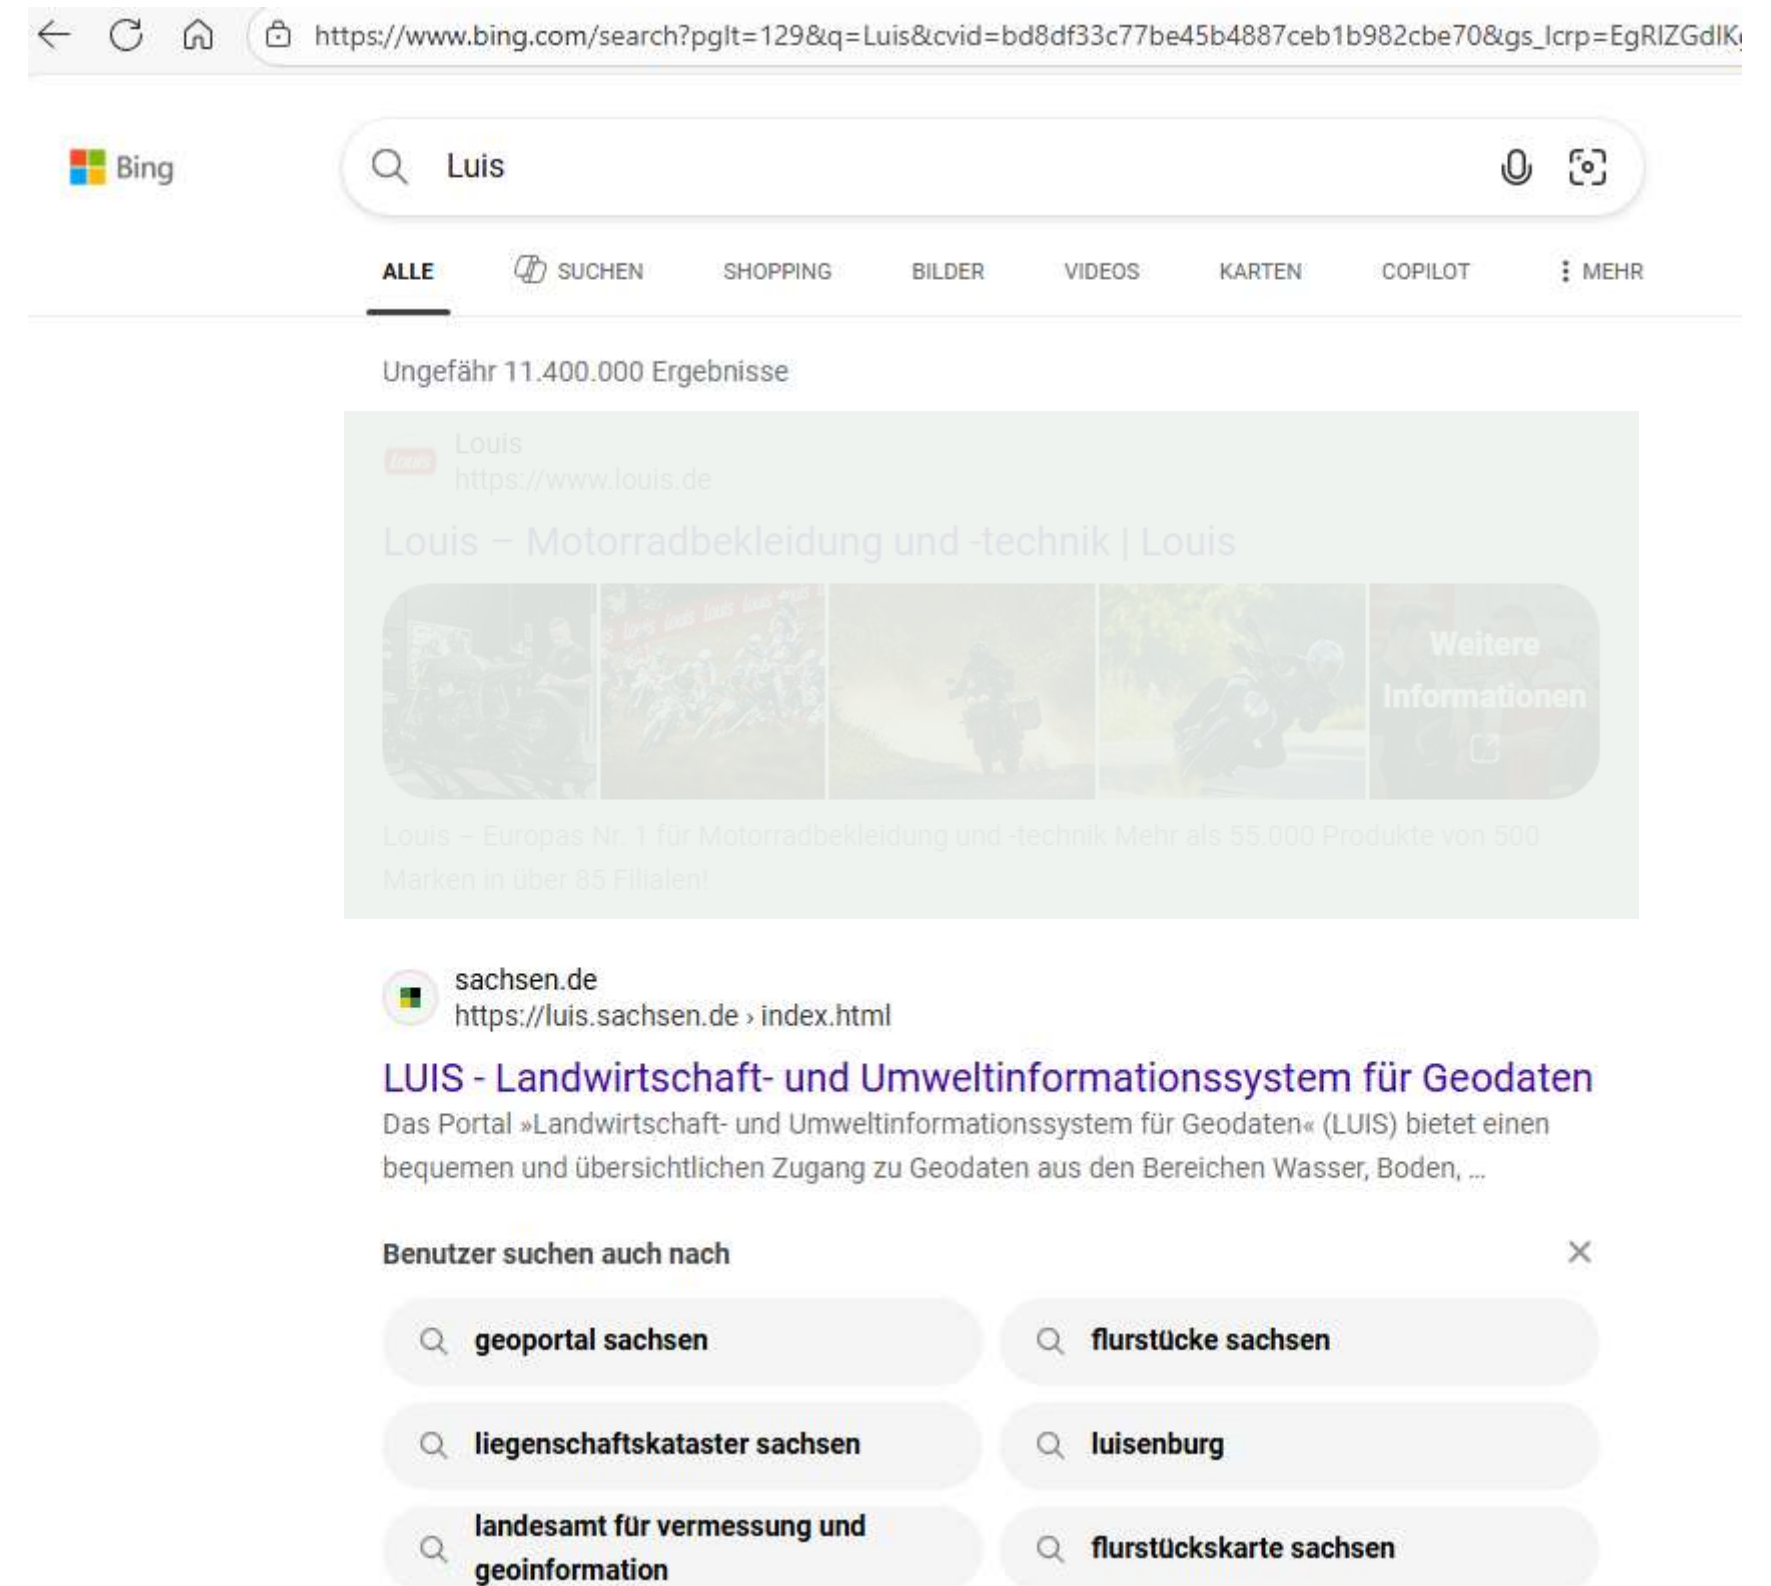 https://www.bing.com/search?pglt=129&q=Luis&cvid=bd8df33c77be45b4887ceb1b982cbe70&gs_lcrp=EgRlZGdlKg
Bing
Luis
ALLE SUCHEN SHOPPING BILDER VIDEOS KARTEN COPILOT MEHR
Ungefähr 11.400.000 Ergebnisse
Louis
https://www.louis.de
Louis – Motorradbekleidung und -technik | Louis
Weitere
Informationen
Louis – Europas Nr. 1 für Motorradbekleidung und -technik Mehr als 55.000 Produkte von 500
Marken in über 85 Filialen!
sachsen.de
https://luis.sachsen.de › index.html
LUIS - Landwirtschaft- und Umweltinformationssystem für Geodaten
Das Portal »Landwirtschaft- und Umweltinformationssystem für Geodaten« (LUIS) bietet einen
bequemen und übersichtlichen Zugang zu Geodaten aus den Bereichen Wasser, Boden, ...
Benutzer suchen auch nach
geoportal sachsen
flurstücke sachsen
liegenschaftskataster sachsen
luisenburg
landesamt für vermessung und
geoinformation
flurstückskarte sachsen